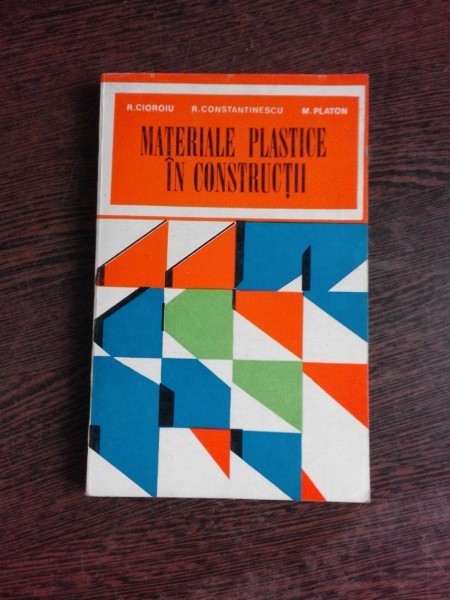 R. CIOROIU R. CONSTANTINESCU M. PLATON
MATERIALE PLASTICE
ÎN CONSTRUCȚII